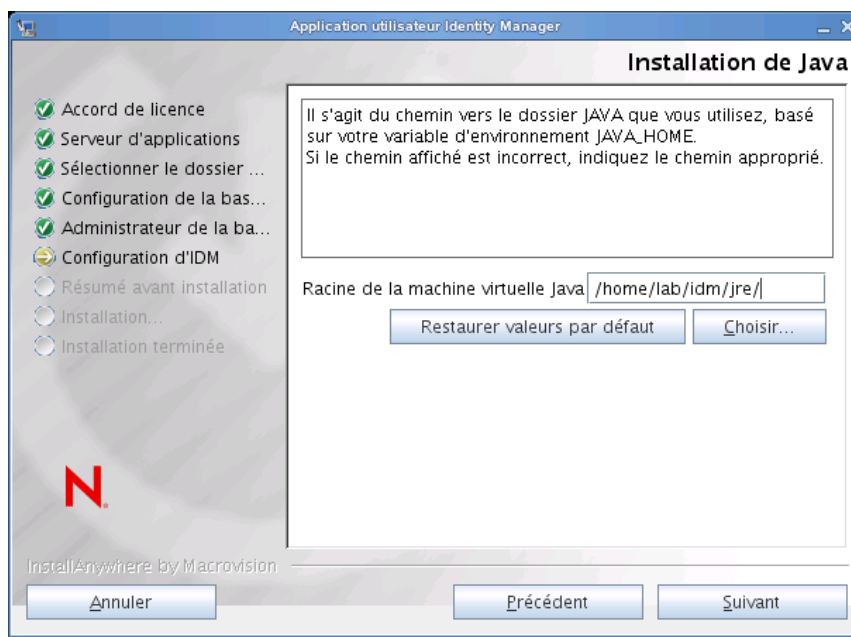 Application utilisateur Identity Manager
Installation de Java
Accord de licence
Serveur d'applications
Sélectionner le dossier ...
Configuration de la bas...
Administrateur de la ba...
Configuration d'IDM
Résumé avant installation
Installation...
Installation terminée
Il s'agit du chemin vers le dossier JAVA que vous utilisez, basé
sur votre variable d'environnement JAVA_HOME.
Si le chemin affiché est incorrect, indiquez le chemin approprié.
Racine de la machine virtuelle Java /home/lab/idm/jre/
Restaurer valeurs par défaut Choisir...
N.
InstallAnywhere by Macrovision
Annuler Précédent Suivant